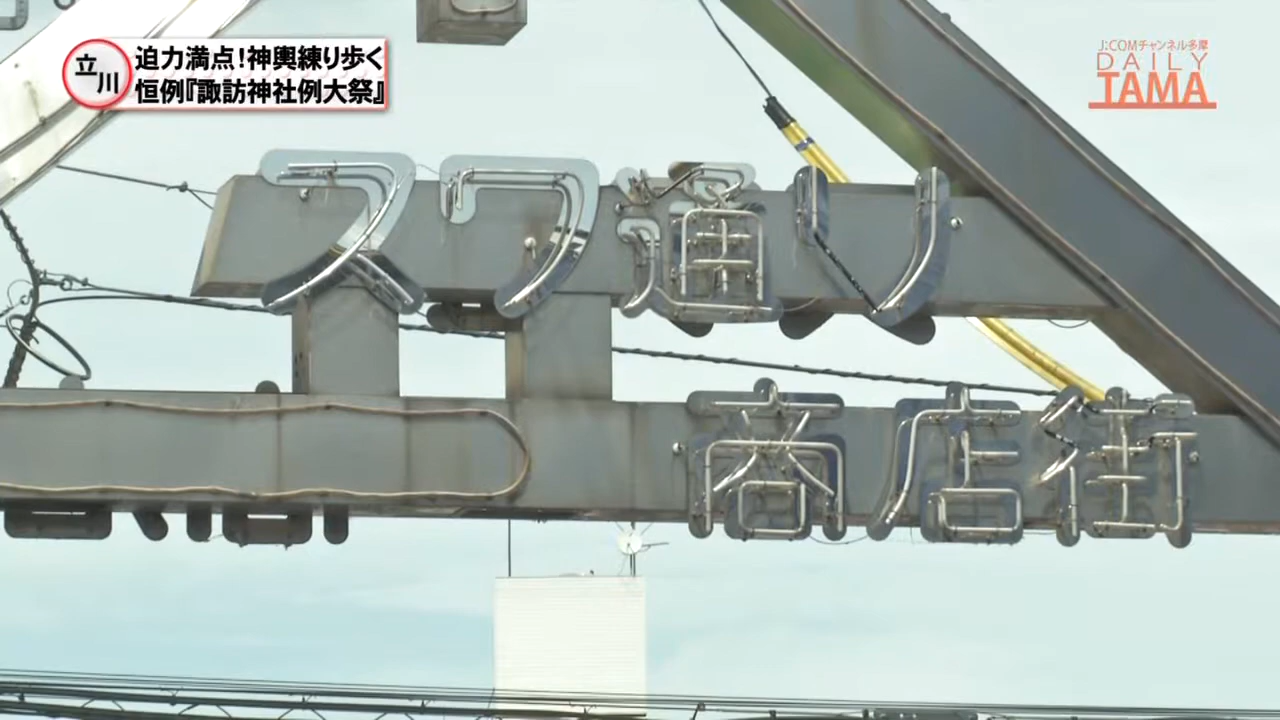 立川
迫力満点！神輿練り歩く
恒例『諏訪神社例大祭』
J:COMチャンネル多摩
DAILY
TAMA
スワ通り
商店街